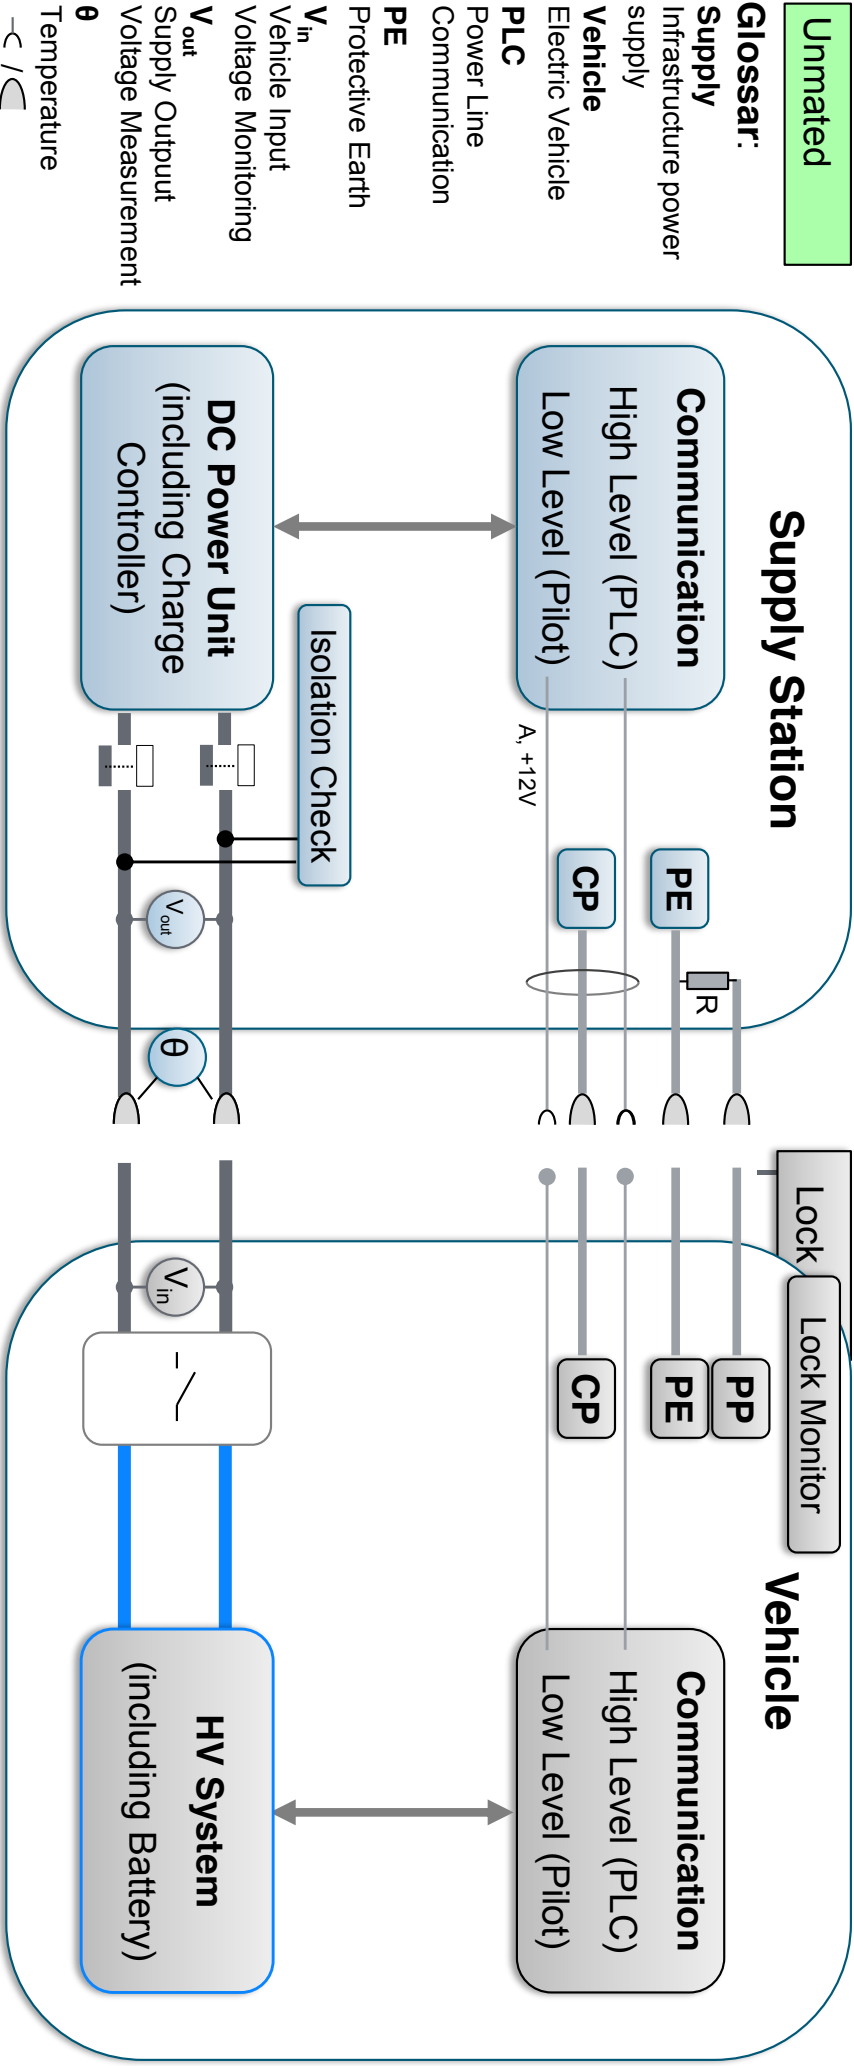 Unmated
Glossar:
Supply
Infrastructure power
supply
Vehicle
Electric Vehicle
PLC
Power Line
Communication
PE
Protective Earth
Vin
Vehicle Input
Voltage Monitoring
Vout
Supply Outpuut
Voltage Measurement
θ
Temperature
/
Supply Station
Communication
High Level (PLC)
Low Level (Pilot)
A, +12V
PE
R
CP
Isolation Check
DC Power Unit
(including Charge
Controller)
Vout
θ
Lock
Lock Monitor
Vehicle
PP
PE
CP
Communication
High Level (PLC)
Low Level (Pilot)
Vin
HV System
(including Battery)